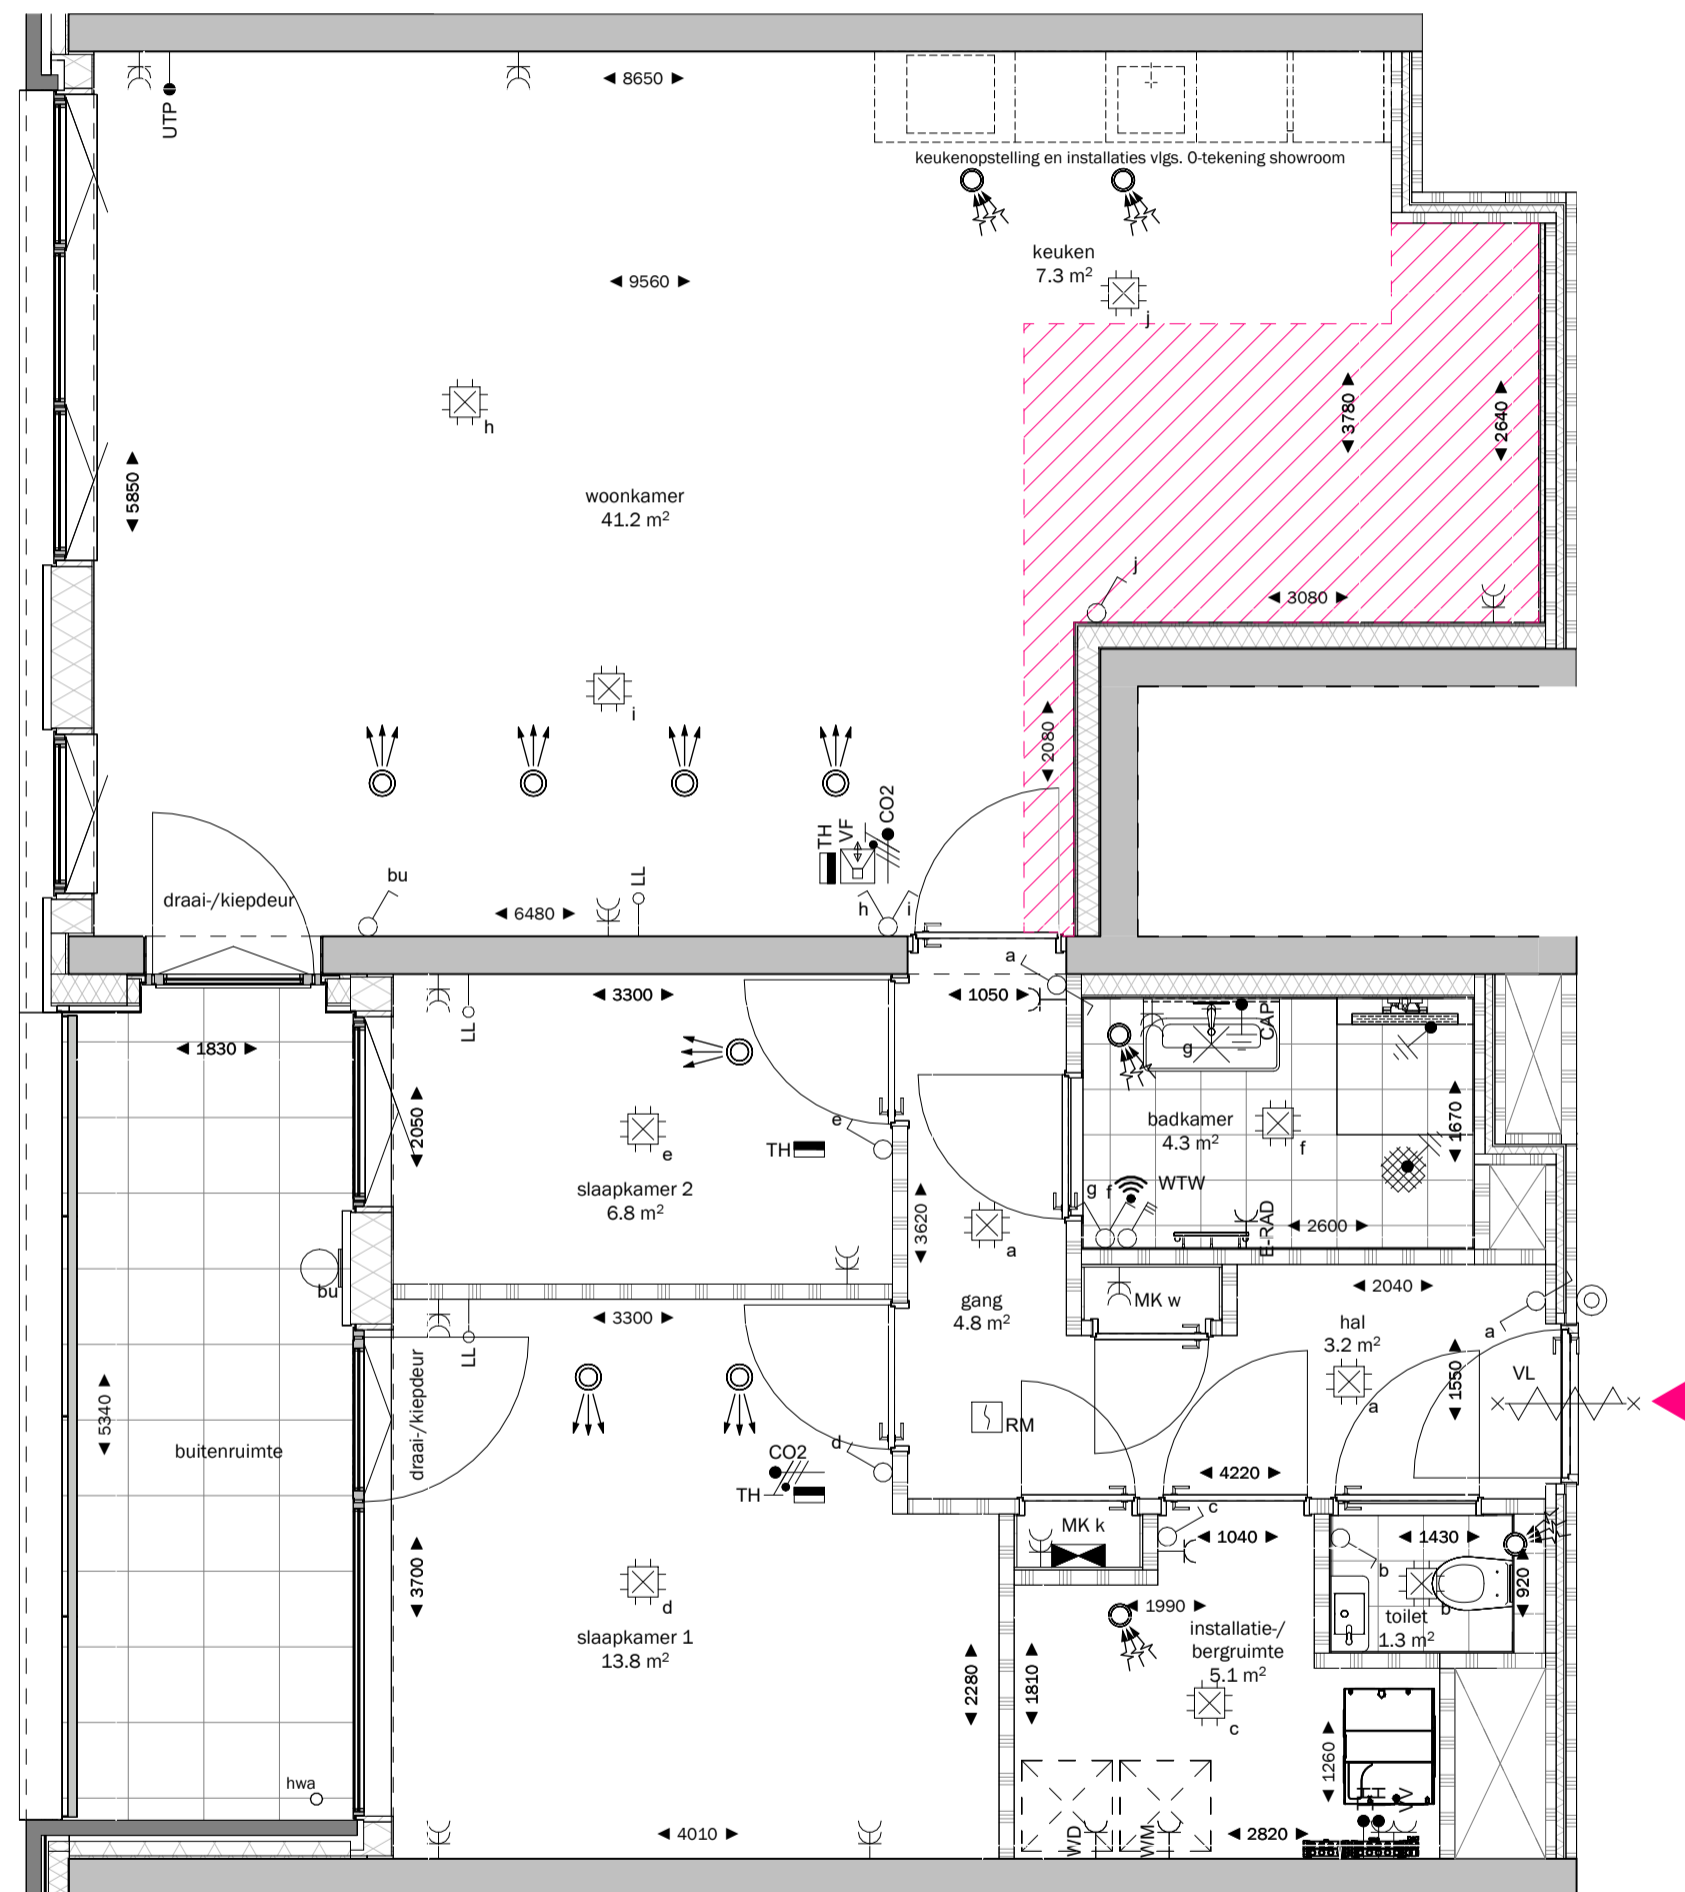 8650
UTP
keukenopstelling en installaties vlgs. 0-tekening showroom
keuken
7.3 m²
j
9560
h
3780
2640
5850
woonkamer
41.2 m²
j
3080
i
2080
TH
VF
CO2
bu
LL
draai-/kiepdeur
6480
h
i
a
3300
1050
LL
CAP
g
1830
2050
e
badkamer
4.3 m²
f
1670
TH
e
slaapkamer 2
6.8 m²
g
f
WTW
3620
a
E-RAD
2600
bu
3300
gang
4.8 m²
MK w
2040
hal
3.2 m²
a
LL
draai-/kiepdeur
5340
buitenruimte
1550
VL
a
RM
d
CO2
TH
4220
c
MK k
1040
1430
b
920
3700
d
slaapkamer 1
13.8 m²
1990
installatie-/
bergruimte
5.1 m²
b
toilet
1.3 m²
2280
1810
c
1260
hwa
4010
WD
WM
2820